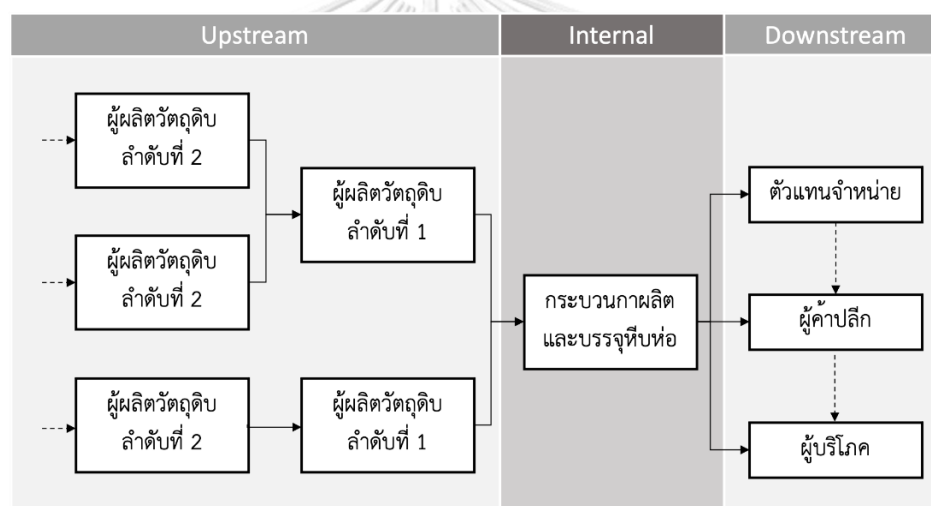 Upstream
Internal
Downstream
ผู้ผลิตวัตถุดิบ
ลำดับที่ 2
ผู้ผลิตวัตถุดิบ
ลำดับที่ 2
ผู้ผลิตวัตถุดิบ
ลำดับที่ 2
ผู้ผลิตวัตถุดิบ
ลำดับที่ 1
ผู้ผลิตวัตถุดิบ
ลำดับที่ 1
กระบวนกาผลิต
และบรรจุหีบห่อ
ตัวแทนจำหน่าย
ผู้ค้าปลีก
ผู้บริโภค